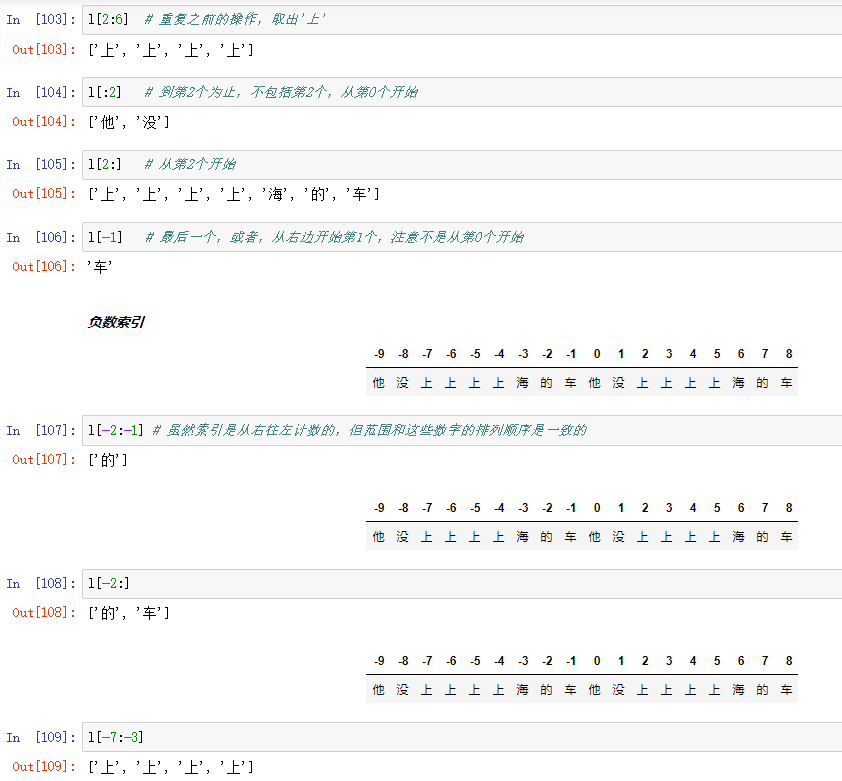 In [103]: l[2:6] # 重复之前的操作，取出'上'
Out[103]: ['上', '上', '上', '上']
In [104]: l[:2] # 到第2个为止，不包括第2个，从第0个开始
Out[104]: ['他', '没']
In [105]: l[2:] # 从第2个开始
Out[105]: ['上', '上', '上', '上', '海', '的', '车']
In [106]: l[-1] # 最后一个，或者，从右边开始第1个，注意不是从第0个开始
Out[106]: '车'
负数索引
-9 -8 -7 -6 -5 -4 -3 -2 -1 0 1 2 3 4 5 6 7 8
他 没 上 上 上 上 海 的 车 他 没 上 上 上 上 海 的 车
In [107]: l[-2:-1] # 虽然索引是从右往左计数的，但范围和这些数字的排列顺序是一致的
Out[107]: ['的']
-9 -8 -7 -6 -5 -4 -3 -2 -1 0 1 2 3 4 5 6 7 8
他 没 上 上 上 上 海 的 车 他 没 上 上 上 上 海 的 车
In [108]: l[-2:]
Out[108]: ['的', '车']
-9 -8 -7 -6 -5 -4 -3 -2 -1 0 1 2 3 4 5 6 7 8
他 没 上 上 上 上 海 的 车 他 没 上 上 上 上 海 的 车
In [109]: l[-7:-3]
Out[109]: ['上', '上', '上', '上']